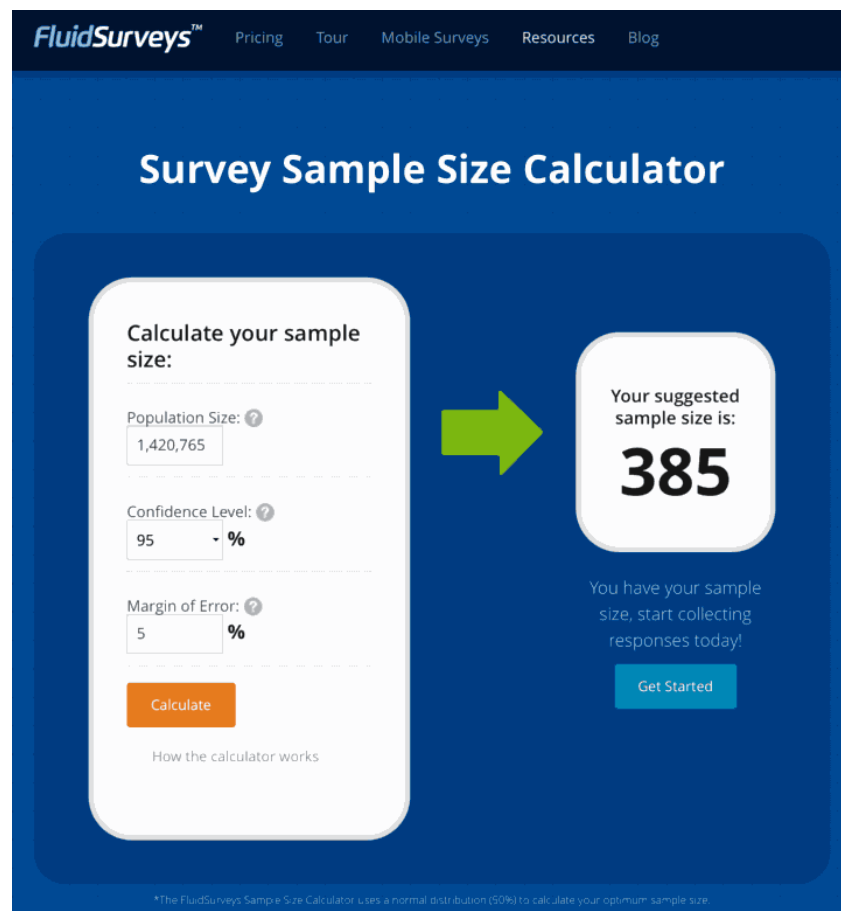 FluidSurveys™ Pricing Tour Mobile Surveys Resources Blog
Survey Sample Size Calculator
Calculate your sample
size:
Population Size: ?
1,420,765
Confidence Level: ?
95 %
Margin of Error: ?
5 %
Calculate
How the calculator works
Your suggested
sample size is:
385
You have your sample
size, start collecting
responses today!
Get Started
*The FluidSurveys Sample Size Calculator uses a normal distribution (50%) to calculate your optimum sample size.